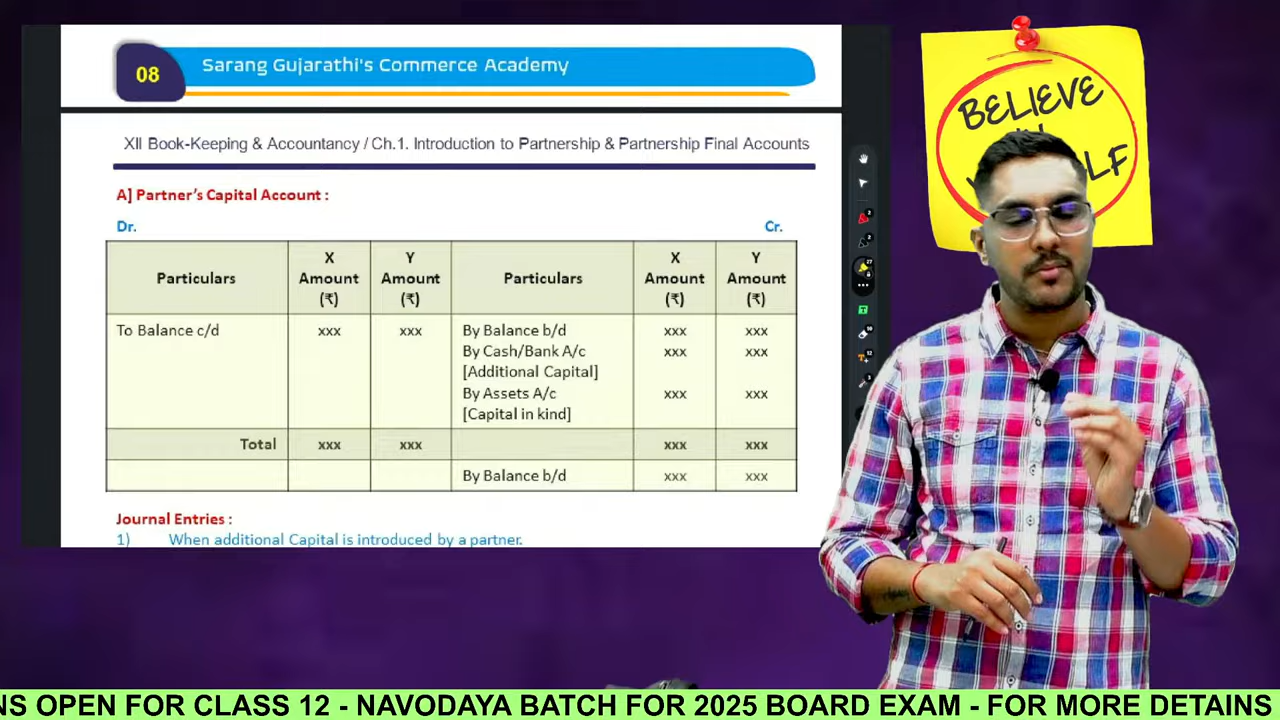 08
Sarang Gujarathi's Commerce Academy
XII Book-Keeping & Accountancy / Ch.1. Introduction to Partnership & Partnership Final Accounts
A] Partner's Capital Account :
Dr. Cr.
Particulars X Amount (₹) Y Amount (₹) Particulars X Amount (₹) Y Amount (₹)
To Balance c/d xxx xxx By Balance b/d xxx xxx
By Cash/Bank A/c xxx xxx
[Additional Capital]
By Assets A/c xxx xxx
[Capital in kind]
Total xxx xxx xxx xxx
By Balance b/d xxx xxx
Journal Entries :
1) When additional Capital is introduced by a partner.
BELIEVE
LF
NS OPEN FOR CLASS 12 - NAVODAYA BATCH FOR 2025 BOARD EXAM - FOR MORE DETAINS